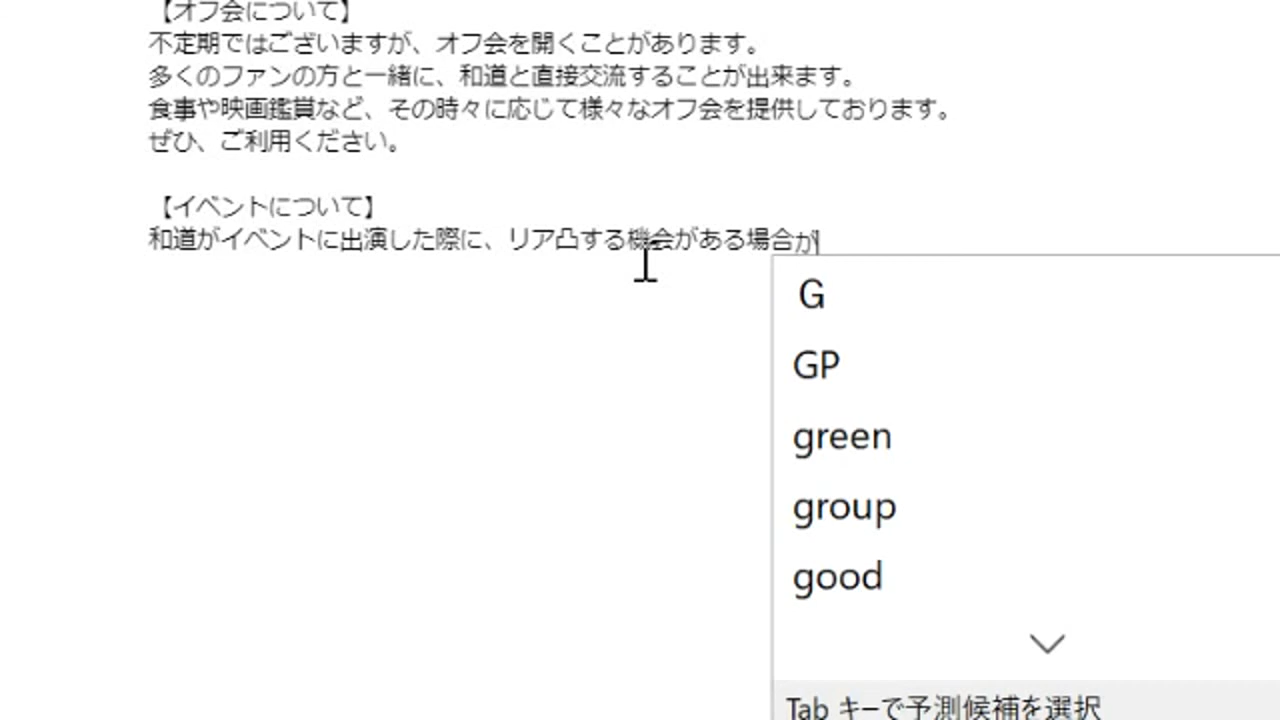 【オフ会について】
不定期ではございますが、オフ会を開くことがあります。
多くのファンの方と一緒に、和道と直接交流することが出来ます。
食事や映画鑑賞など、その時々に応じて様々なオフ会を提供しております。
ぜひ、ご利用ください。
【イベントについて】
和道がイベントに出演した際に、リア凸する機会がある場合が
G
GP
green
group
good
Tab キーで予測候補を選択